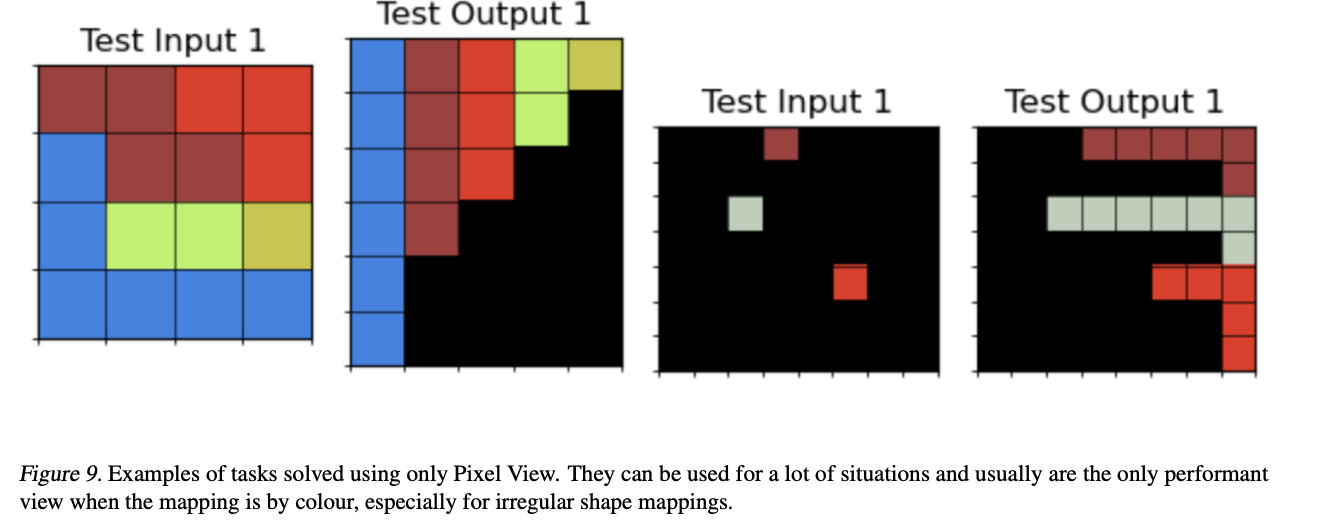 Test Input 1
Test Output 1
Test Input 1
Test Output 1
Figure 9. Examples of tasks solved using only Pixel View. They can be used for a lot of situations and usually are the only performant
view when the mapping is by colour, especially for irregular shape mappings.